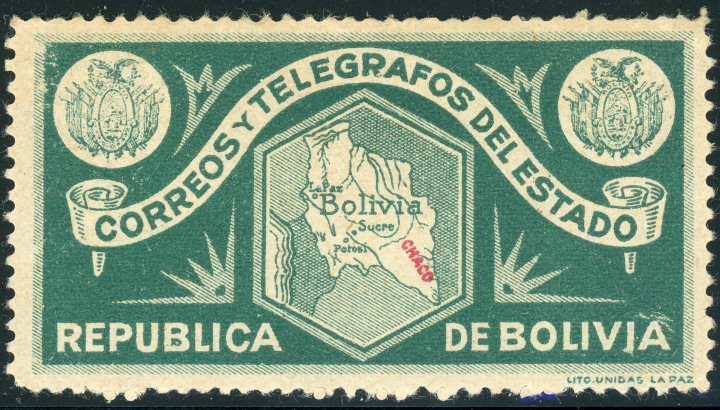 CORREOS Y TELEGRAFOS DEL ESTADO
La Paz
Bolivia
Sucre
Potosi
CHACO
REPUBLICA DE BOLIVIA
LITO. UNIDAS LA PAZ